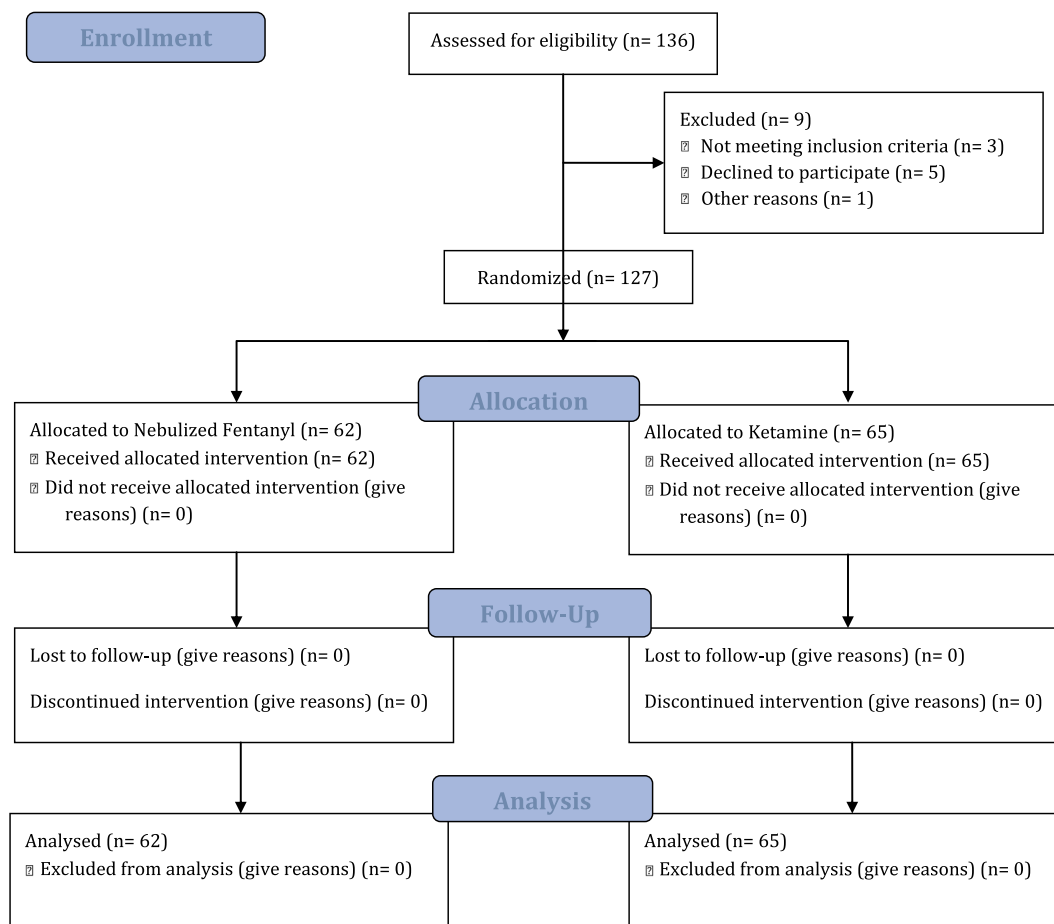 Enrollment
Assessed for eligibility (n= 136)
Excluded (n= 9)
⍰ Not meeting inclusion criteria (n= 3)
⍰ Declined to participate (n= 5)
⍰ Other reasons (n= 1)
Randomized (n= 127)
Allocation
Allocated to Nebulized Fentanyl (n= 62)
⍰ Received allocated intervention (n= 62)
⍰ Did not receive allocated intervention (give
reasons) (n= 0)
Allocated to Ketamine (n= 65)
⍰ Received allocated intervention (n= 65)
⍰ Did not receive allocated intervention (give
reasons) (n= 0)
Follow-Up
Lost to follow-up (give reasons) (n= 0)
Discontinued intervention (give reasons) (n= 0)
Lost to follow-up (give reasons) (n= 0)
Discontinued intervention (give reasons) (n= 0)
Analysis
Analysed (n= 62)
⍰ Excluded from analysis (give reasons) (n= 0)
Analysed (n= 65)
⍰ Excluded from analysis (give reasons) (n= 0)